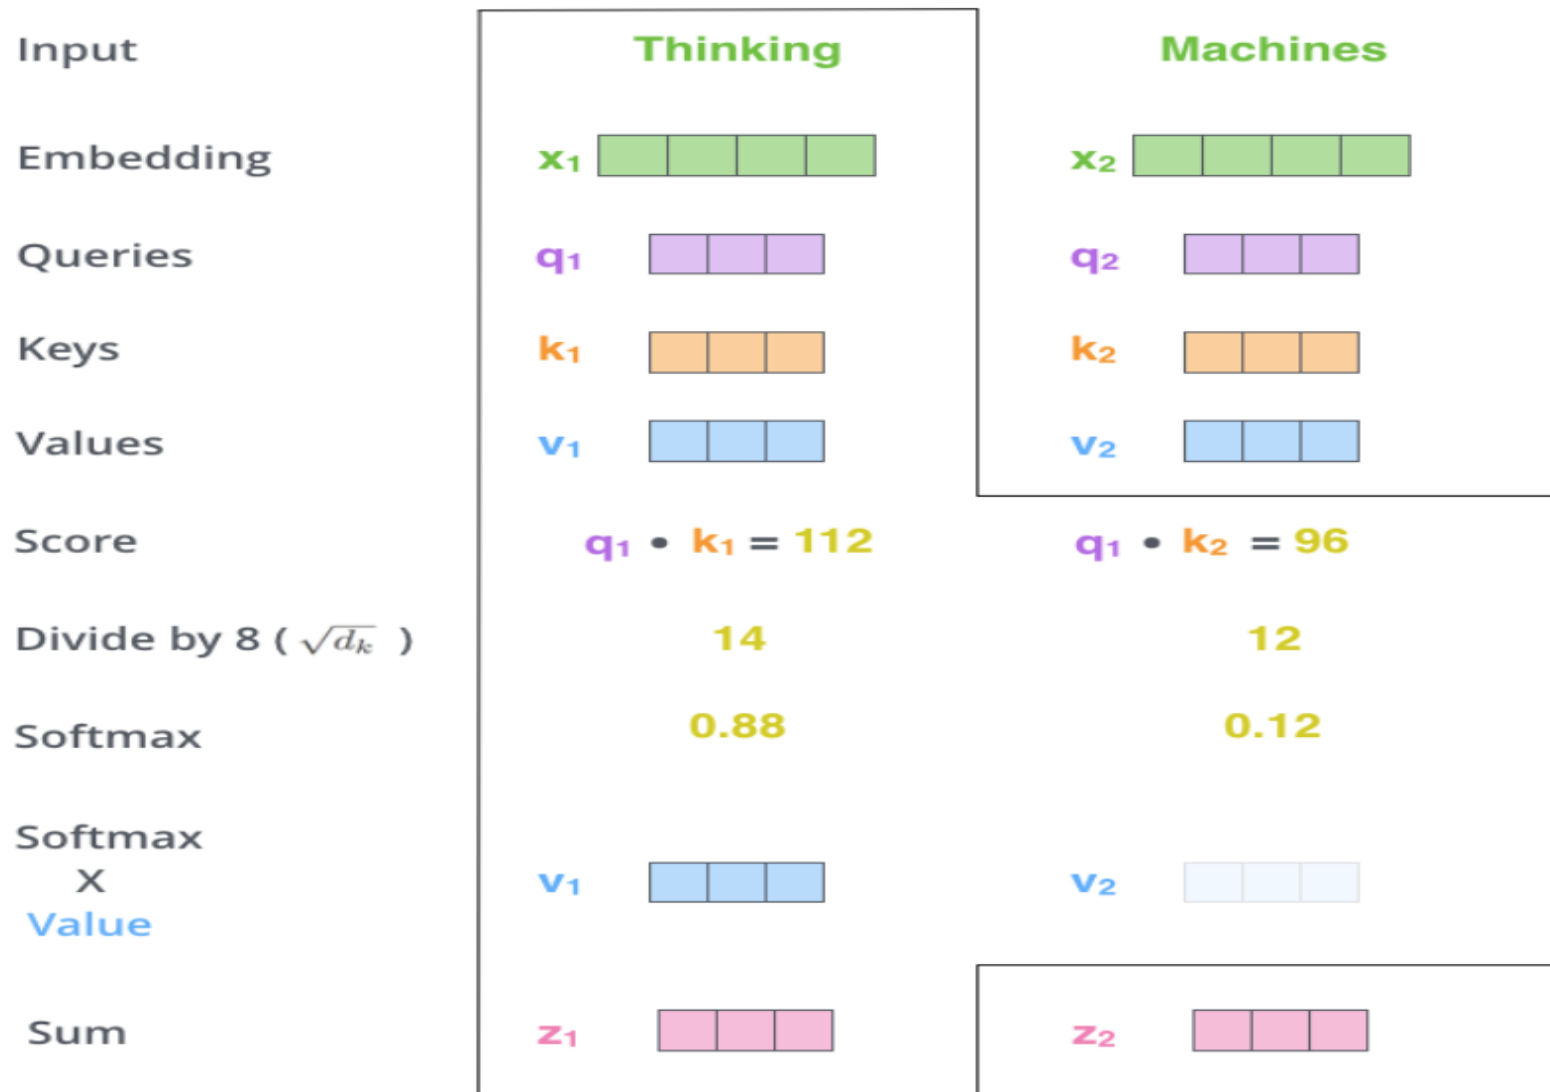 Input Thinking Machines
Embedding x₁ x₂
Queries q₁ q₂
Keys k₁ k₂
Values v₁ v₂
Score q₁ • k₁ = 112 q₁ • k₂ = 96
Divide by 8 ( √dₖ ) 14 12
Softmax 0.88 0.12
Softmax
X
Value v₁ v₂
Sum z₁ z₂